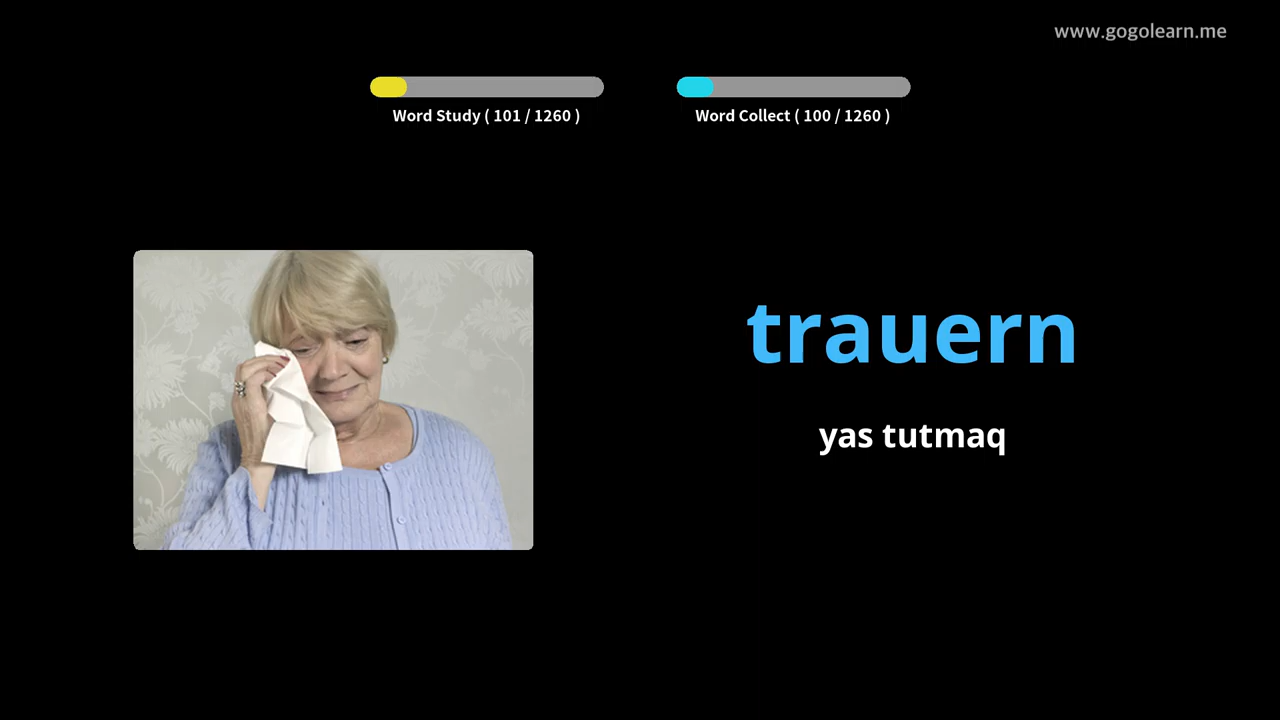 www.gogolearn.me
Word Study ( 101 / 1260 )
Word Collect ( 100 / 1260 )
trauern
yas tutmaq